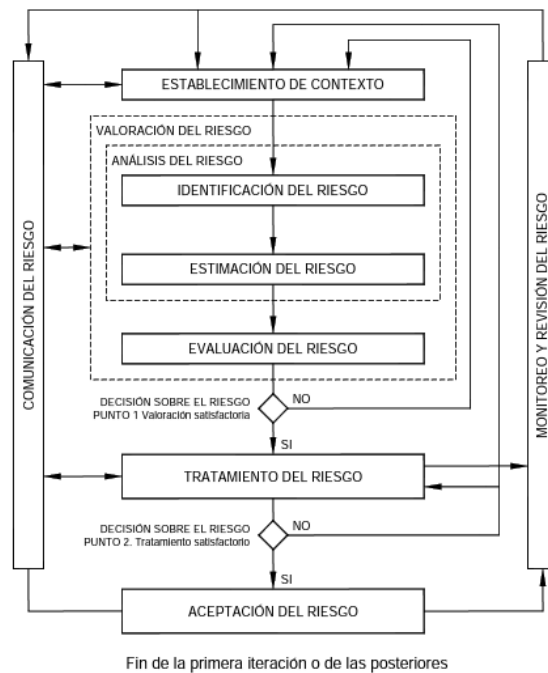 ESTABLECIMIENTO DE CONTEXTO
VALORACIÓN DEL RIESGO
ANÁLISIS DEL RIESGO
IDENTIFICACIÓN DEL RIESGO
ESTIMACIÓN DEL RIESGO
EVALUACIÓN DEL RIESGO
DECISIÓN SOBRE EL RIESGO
PUNTO 1 Valoración satisfactoria
NO
SI
TRATAMIENTO DEL RIESGO
DECISIÓN SOBRE EL RIESGO
PUNTO 2. Tratamiento satisfactorio
NO
SI
ACEPTACIÓN DEL RIESGO
COMUNICACIÓN DEL RIESGO
MONITOREO Y REVISIÓN DEL RIESGO
Fin de la primera iteración o de las posteriores